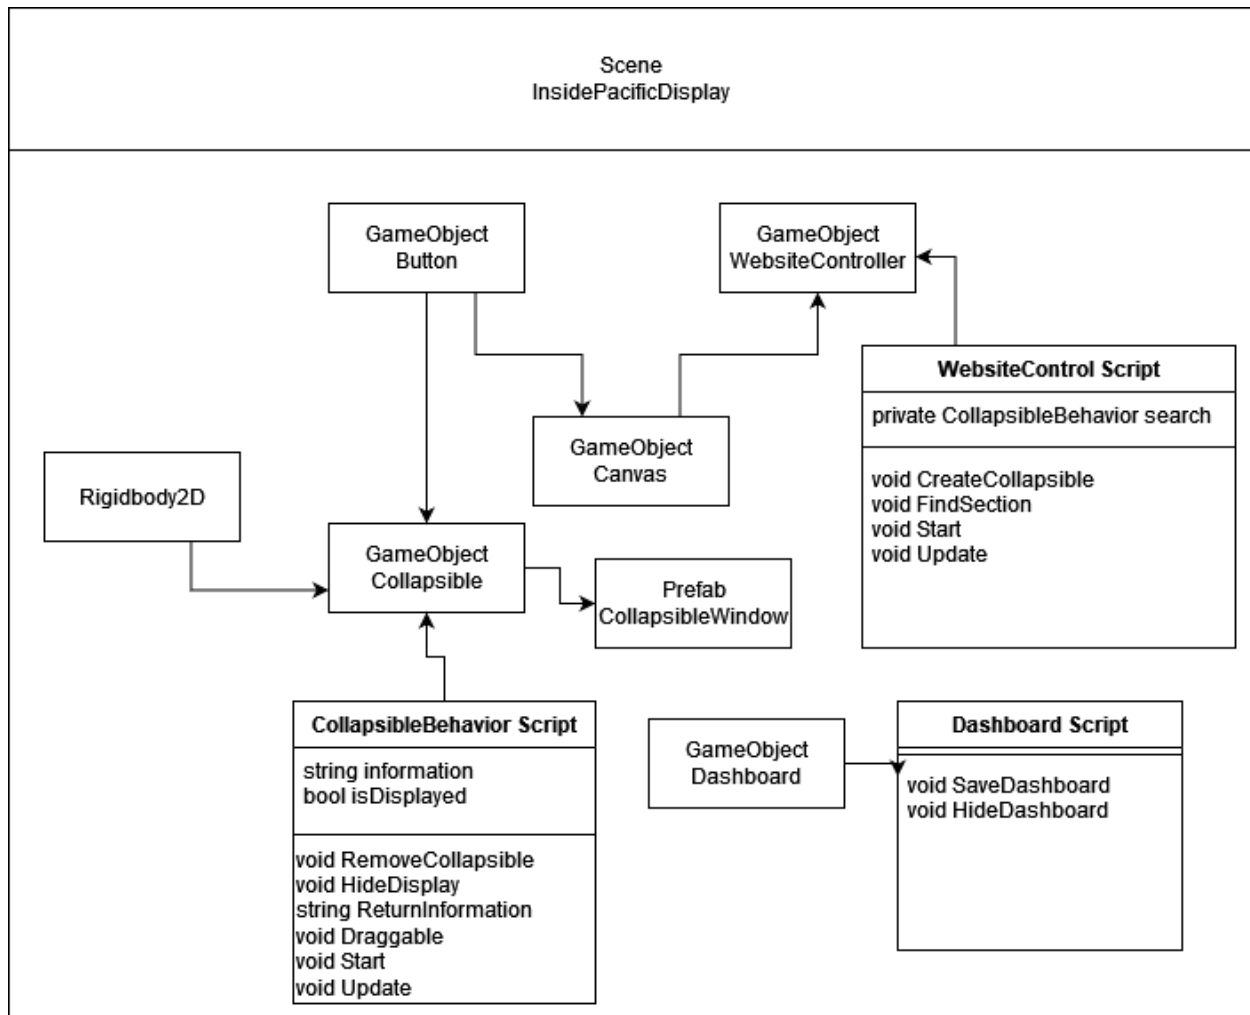 Scene
InsidePacificDisplay
GameObject
Button
GameObject
WebsiteController
WebsiteControl Script
private CollapsibleBehavior search
void CreateCollapsible
void FindSection
void Start
void Update
GameObject
Canvas
Rigidbody2D
GameObject
Collapsible
Prefab
CollapsibleWindow
CollapsibleBehavior Script
string information
bool isDisplayed
void RemoveCollapsible
void HideDisplay
string ReturnInformation
void Draggable
void Start
void Update
GameObject
Dashboard
Dashboard Script
void SaveDashboard
void HideDashboard